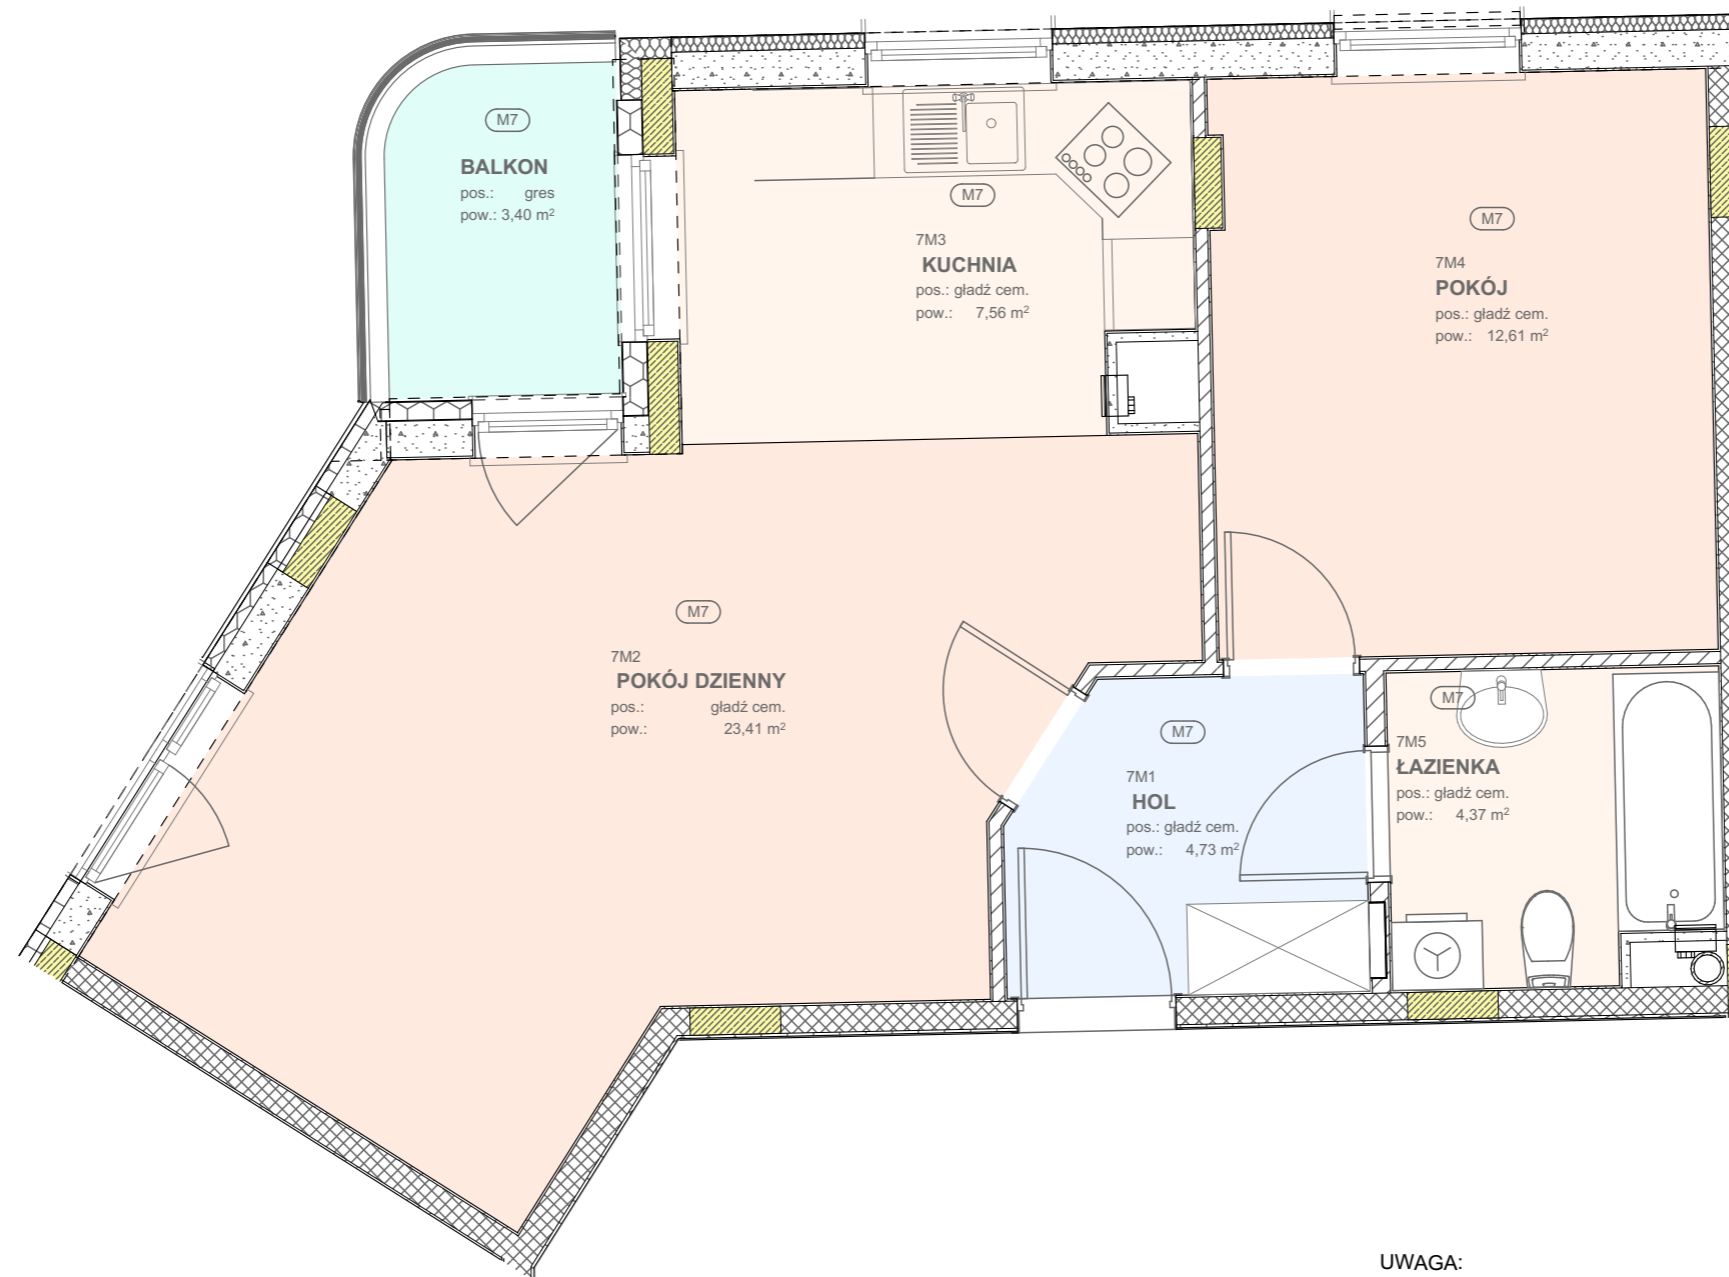 M7
BALKON
pos.: gres
pow.: 3,40 m²
M7
7M3
KUCHNIA
pos.: gładź cem.
pow.: 7,56 m²
M7
7M4
POKÓJ
pos.: gładź cem.
pow.: 12,61 m²
M7
7M2
POKÓJ DZIENNY
pos.: gładź cem.
pow.: 23,41 m²
M7
7M1
HOL
pos.: gładź cem.
pow.: 4,73 m²
M7
7M5
ŁAZIENKA
pos.: gładź cem.
pow.: 4,37 m²
UWAGA: